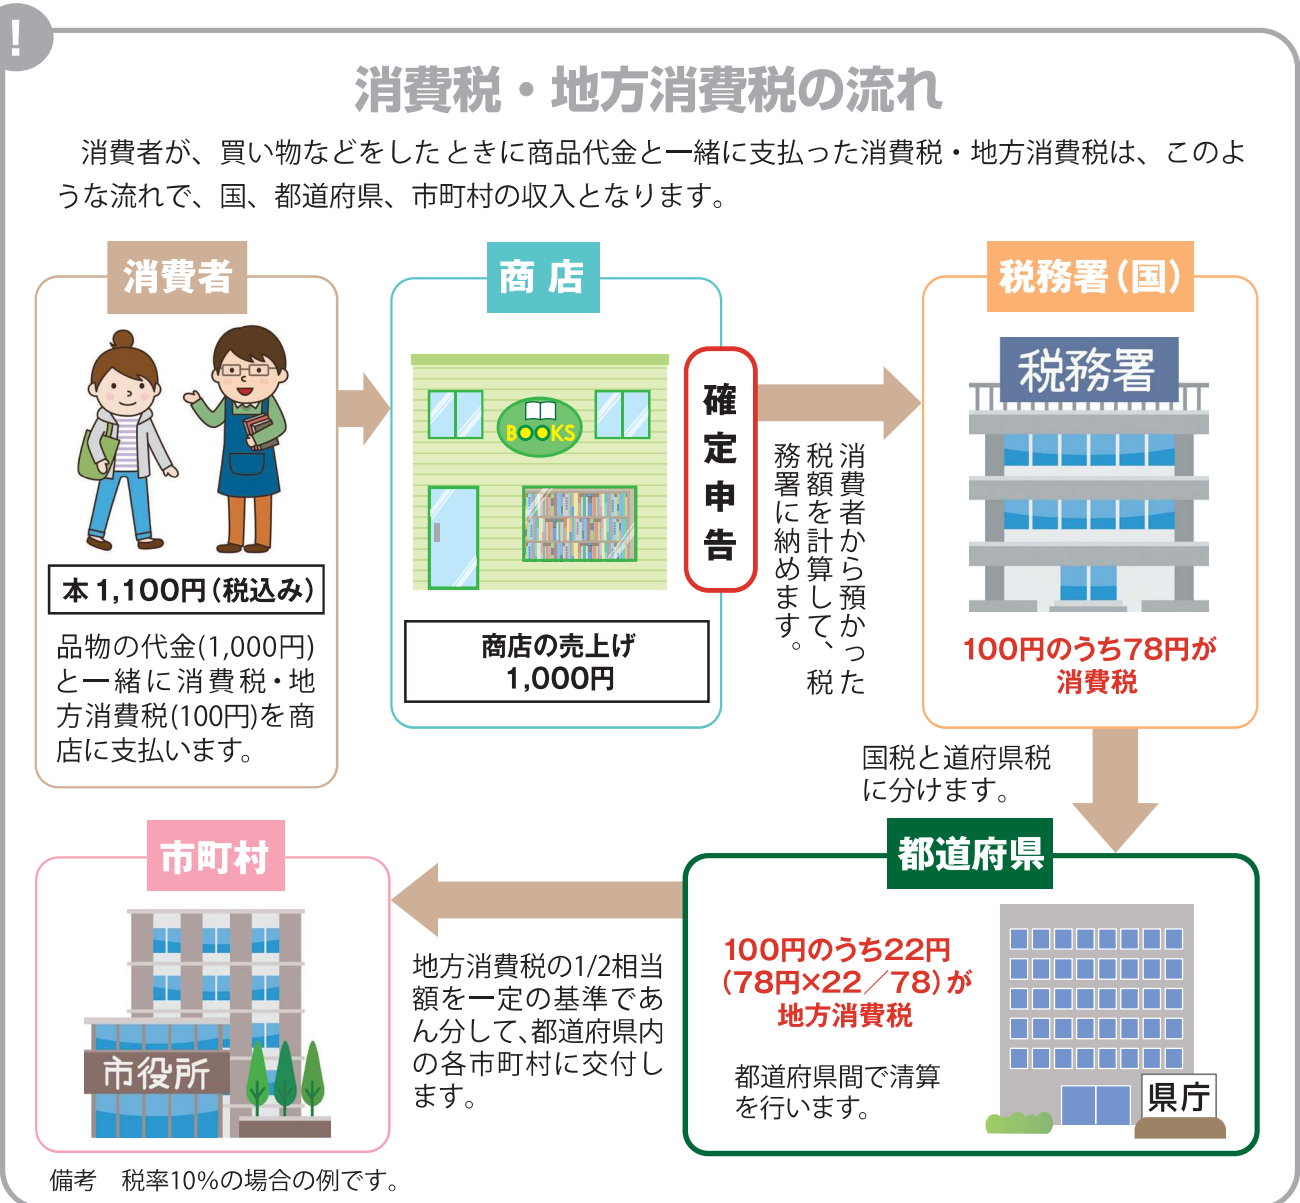 !
消費税・地方消費税の流れ
消費者が、買い物などをしたときに商品代金と一緒に支払った消費税・地方消費税は、このよ
うな流れで、国、都道府県、市町村の収入となります。
消費者
本1,100円(税込み)
品物の代金(1,000円)
と一緒に消費税・地
方消費税(100円)を商
店に支払います。
商店
BOOKS
商店の売上げ
1,000円
確定申告
消費者から預かった
税額を計算して、税
務署に納めます。
税務署(国)
税務署
100円のうち78円が
消費税
国税と道府県税
に分けます。
都道府県
100円のうち22円
(78円×22/78)が
地方消費税
都道府県間で清算
を行います。
県庁
地方消費税の1/2相当
額を一定の基準であ
ん分して、都道府県内
の各市町村に交付し
ます。
市町村
市役所
備考 税率10%の場合の例です。